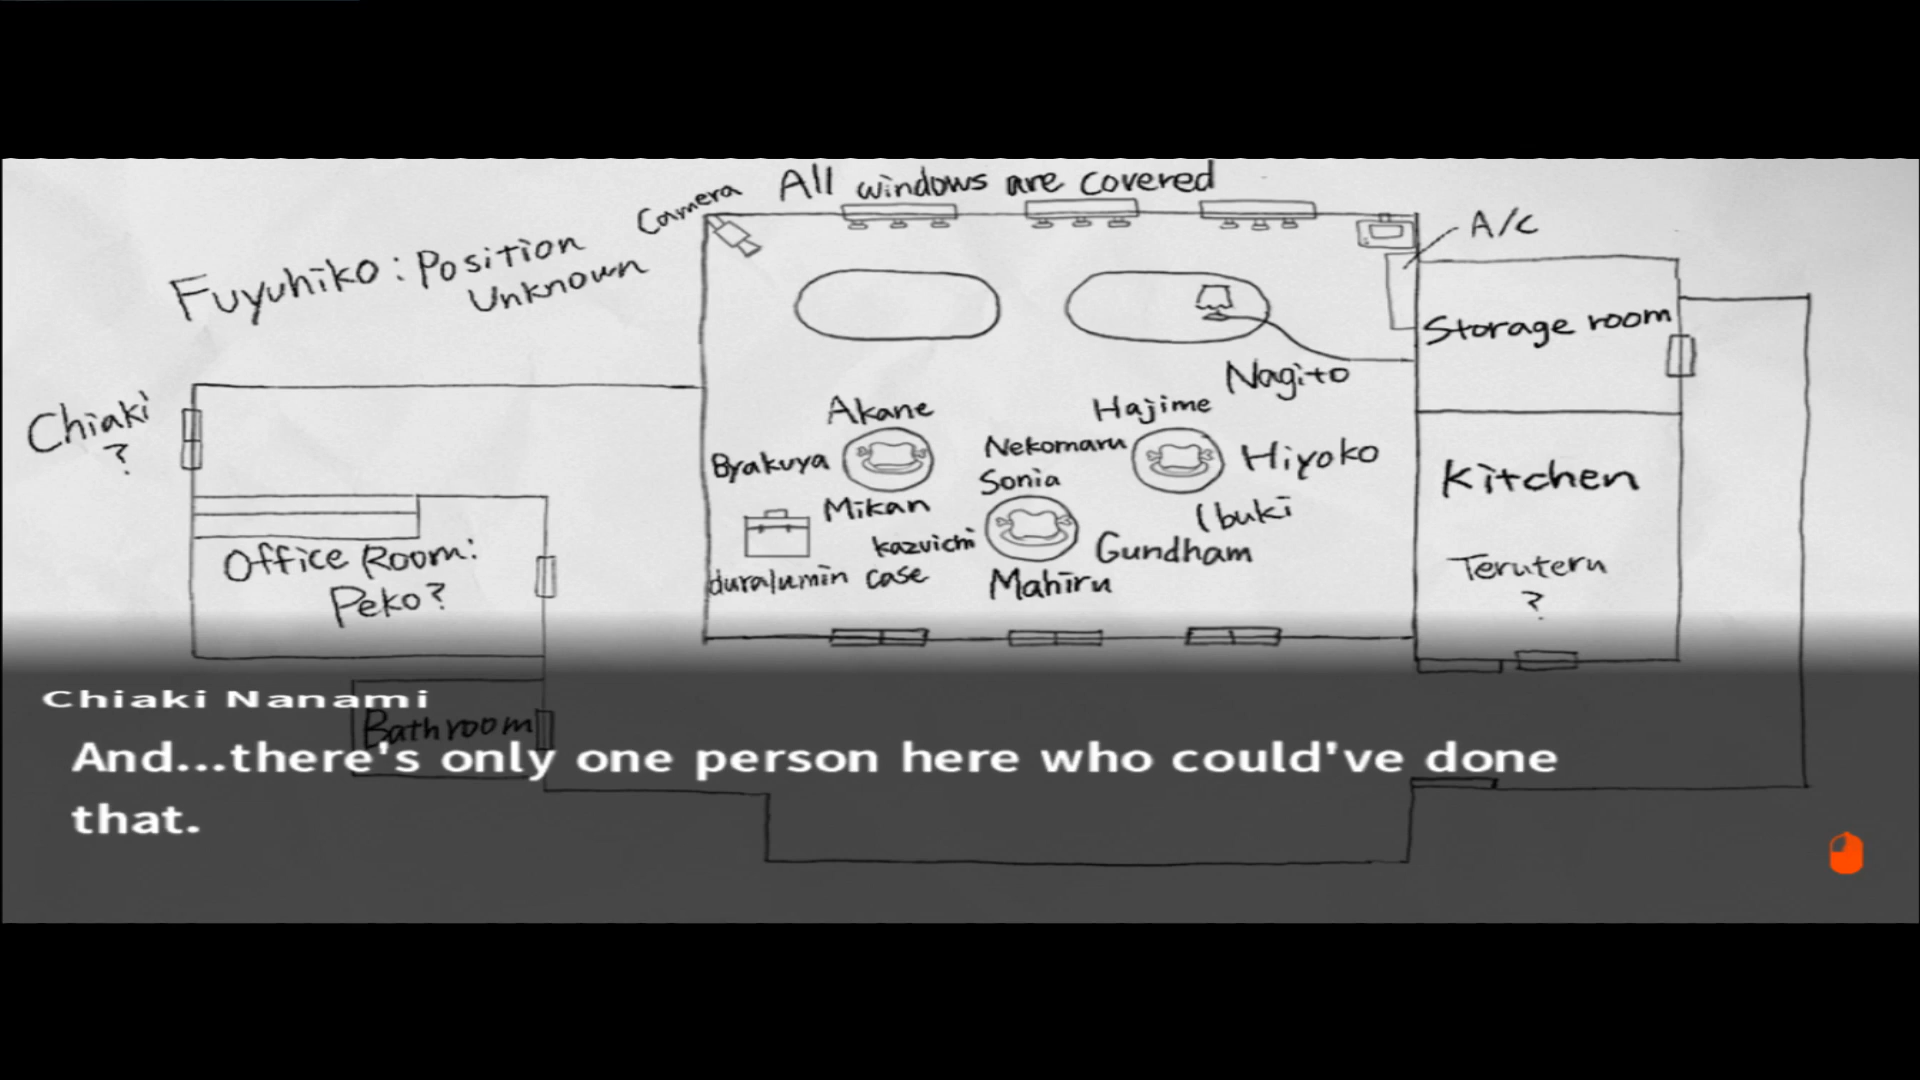 All windows are covered
Camera
A/C
Fuyuhiko : Position
Unknown
Storage room
Nagito
Chiaki
?
Akane
Hajime
Nekomaru
Byakuya
Hiyoko
Sonia
Kitchen
Mikan
Ibuki
kazuichi
Gundham
Office Room:
Peko?
duralumin case
Mahiru
Teruteru
?
Chiaki Nanami
Bathroom
And...there's only one person here who could've done
that.